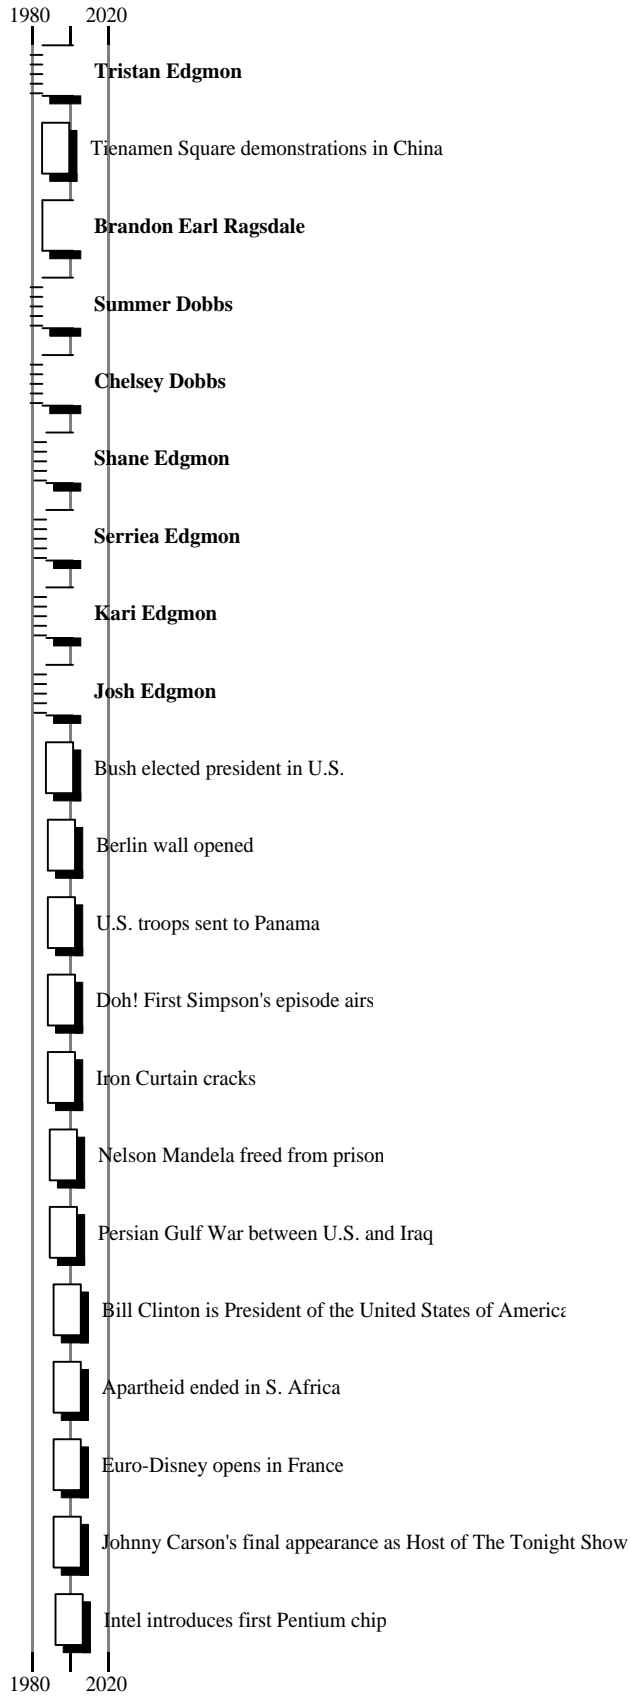 1980 2020
Tristan Edgmon
Tienamen Square demonstrations in China
Brandon Earl Ragsdale
Summer Dobbs
Chelsey Dobbs
Shane Edgmon
Serriea Edgmon
Kari Edgmon
Josh Edgmon
Bush elected president in U.S.
Berlin wall opened
U.S. troops sent to Panama
Doh! First Simpson's episode airs
Iron Curtain cracks
Nelson Mandela freed from prison
Persian Gulf War between U.S. and Iraq
Bill Clinton is President of the United States of America
Apartheid ended in S. Africa
Euro-Disney opens in France
Johnny Carson's final appearance as Host of The Tonight Show
Intel introduces first Pentium chip
1980 2020